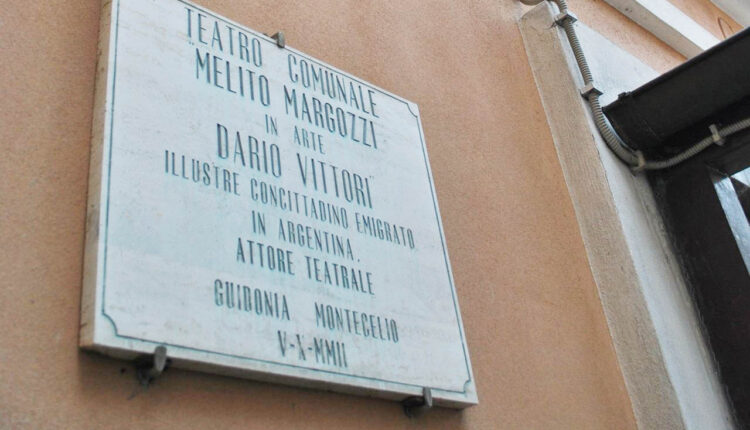 TEATRO COMUNALE
"MELITO MARGOZZI
IN ARTE
DARIO VITTORI"
ILLUSTRE CONCITTADINO EMIGRATO
IN ARGENTINA.
ATTORE TEATRALE
GUIDONIA MONTECELIO
V-X-MMII